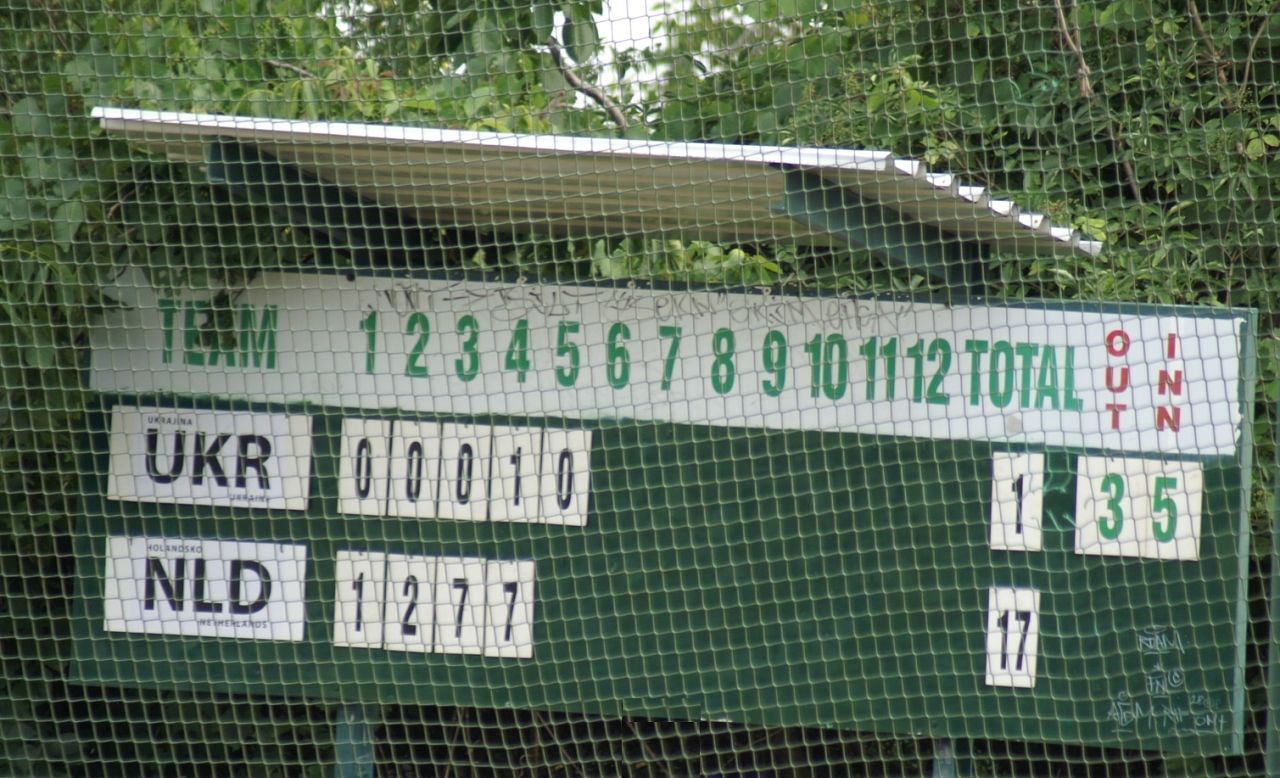 TEAM 1 2 3 4 5 6 7 8 9 10 11 12 TOTAL OUT INN
UKRAJINA
UKR 0 0 0 1 0 1 3 5
UKRAINE
HOLANDSKO
NLD 1 2 7 7 17
NETHERLANDS